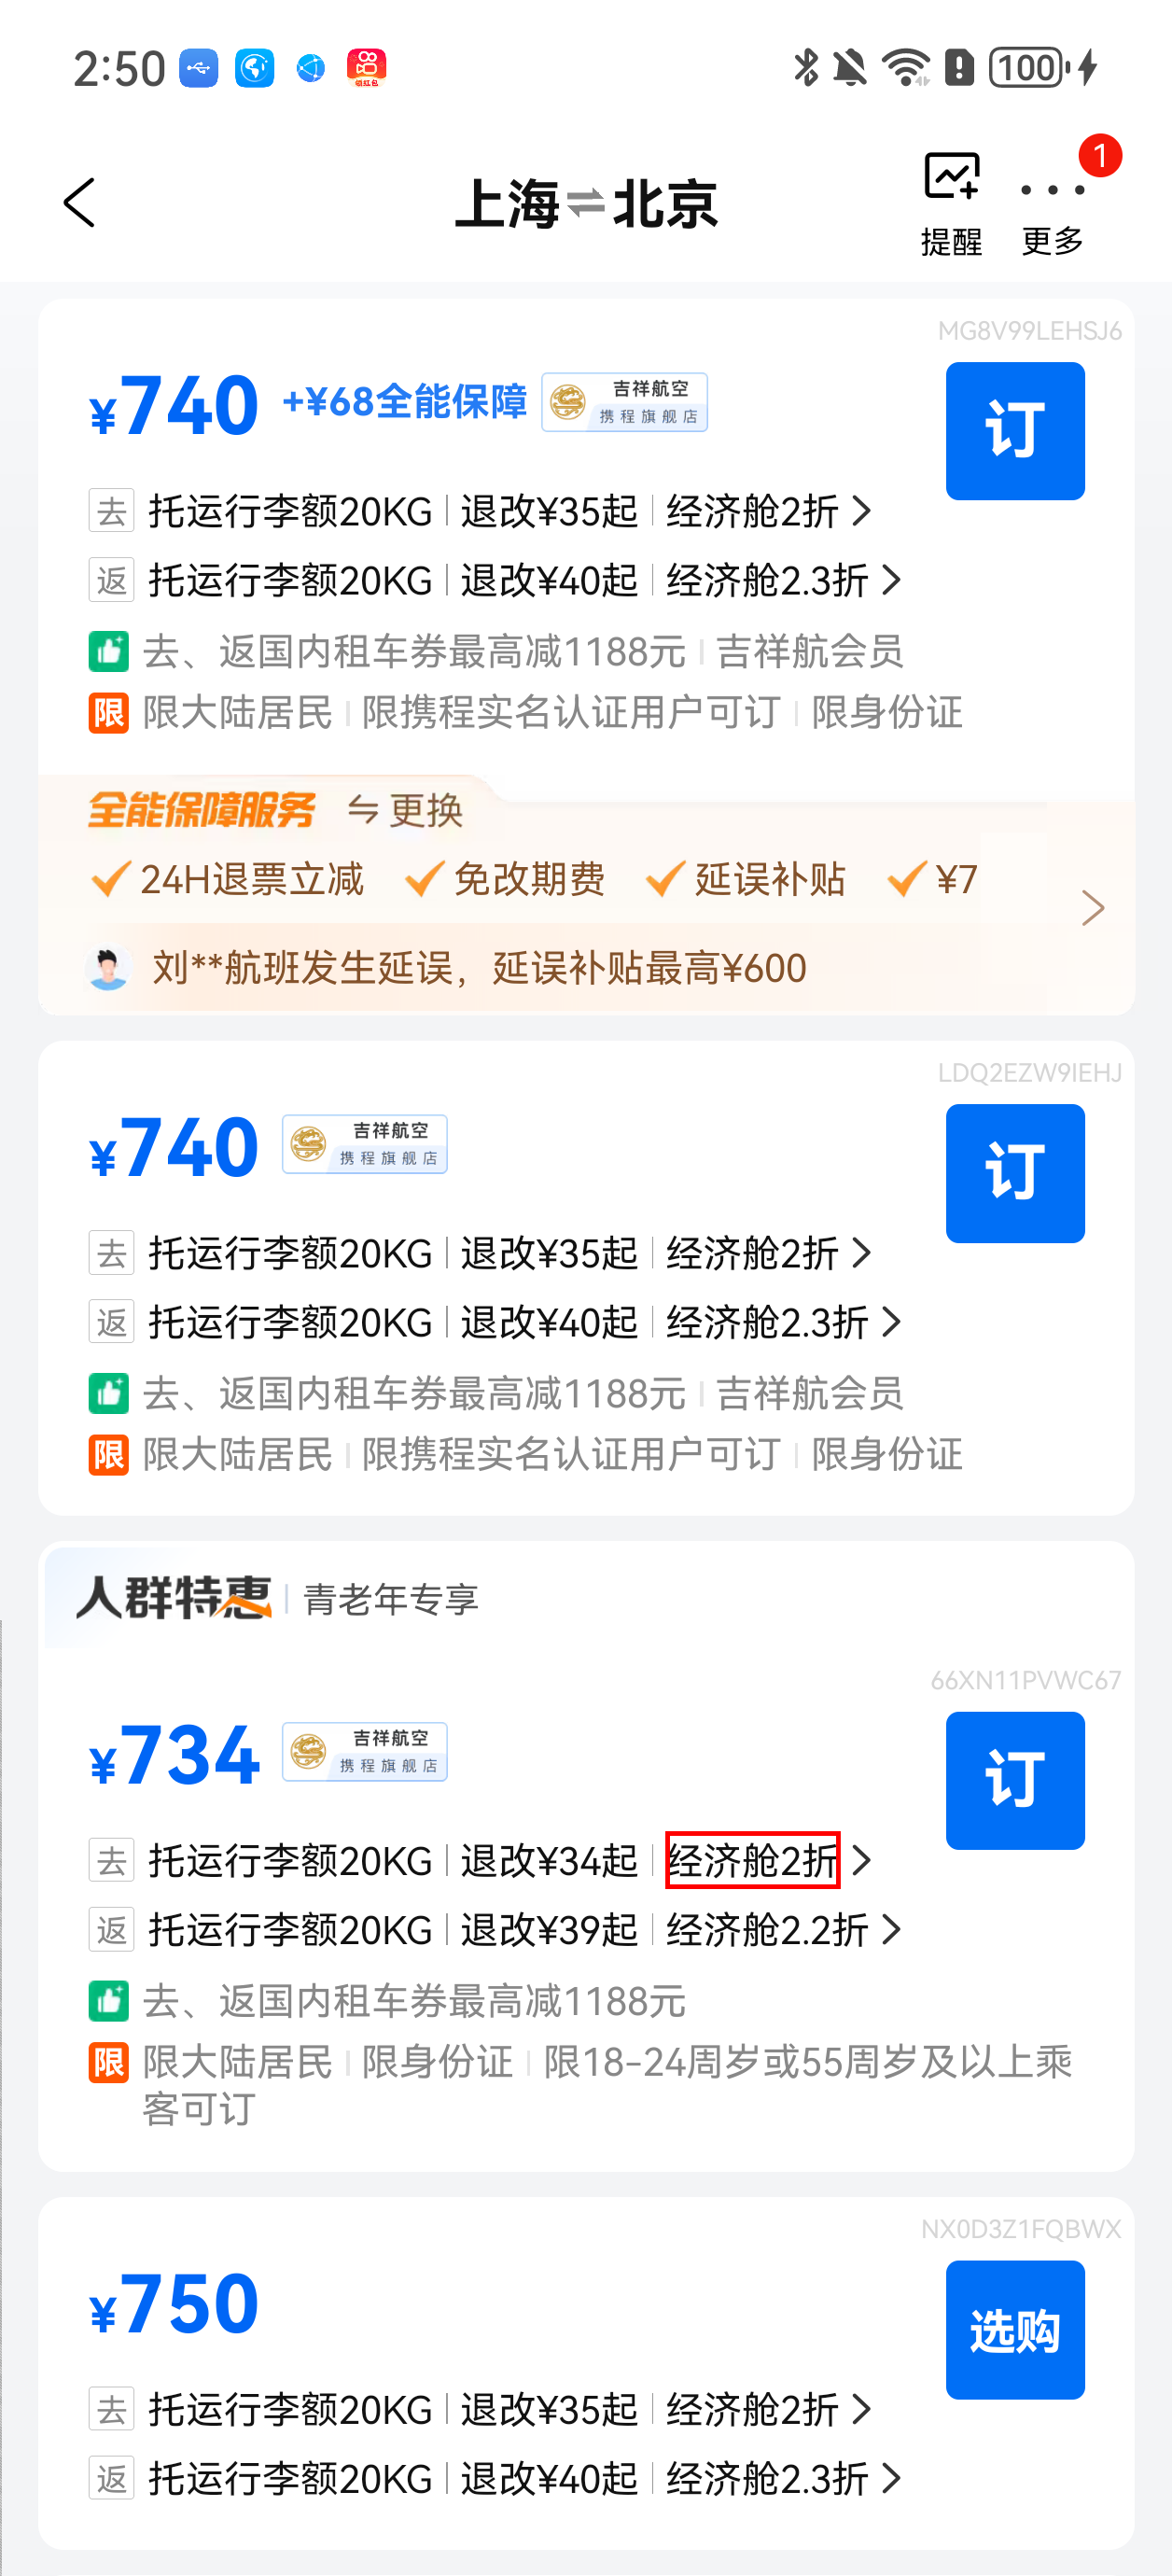 2:50
领红包
100
上海 北京
提醒
更多
1
MG8V99LEHSJ6
¥740 +¥68全能保障 吉祥航空 携程旗舰店
订
去 托运行李额20KG 退改¥35起 经济舱2折
返 托运行李额20KG 退改¥40起 经济舱2.3折
去、返国内租车券最高减1188元 吉祥航会员
限 限大陆居民 限携程实名认证用户可订 限身份证
全能保障服务 更换
24H退票立减 免改期费 延误补贴 ¥7
刘**航班发生延误，延误补贴最高¥600
LDQ2EZW9IEHJ
¥740 吉祥航空 携程旗舰店
订
去 托运行李额20KG 退改¥35起 经济舱2折
返 托运行李额20KG 退改¥40起 经济舱2.3折
去、返国内租车券最高减1188元 吉祥航会员
限 限大陆居民 限携程实名认证用户可订 限身份证
人群特惠 青老年专享
66XN11PVWC67
¥734 吉祥航空 携程旗舰店
订
去 托运行李额20KG 退改¥34起 经济舱2折
返 托运行李额20KG 退改¥39起 经济舱2.2折
去、返国内租车券最高减1188元
限 限大陆居民 限身份证 限18-24周岁或55周岁及以上乘
客可订
NX0D3Z1FQBWX
¥750
选购
去 托运行李额20KG 退改¥35起 经济舱2折
返 托运行李额20KG 退改¥40起 经济舱2.3折